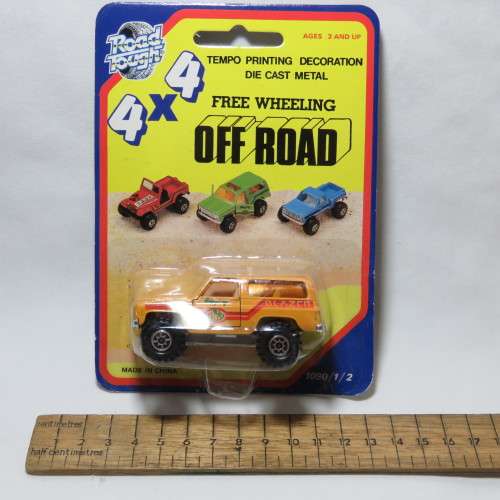 Road
Tough
4x4
AGES 3 AND UP
TEMPO PRINTING DECORATION
DIE CAST METAL
FREE WHEELING
OFF ROAD
BLAZER
MADE IN CHINA
1090/1/2
centimetres
1 2 3 4 5 6 7 8 9 10 11 12 13 14 15 16 17
half centimetres